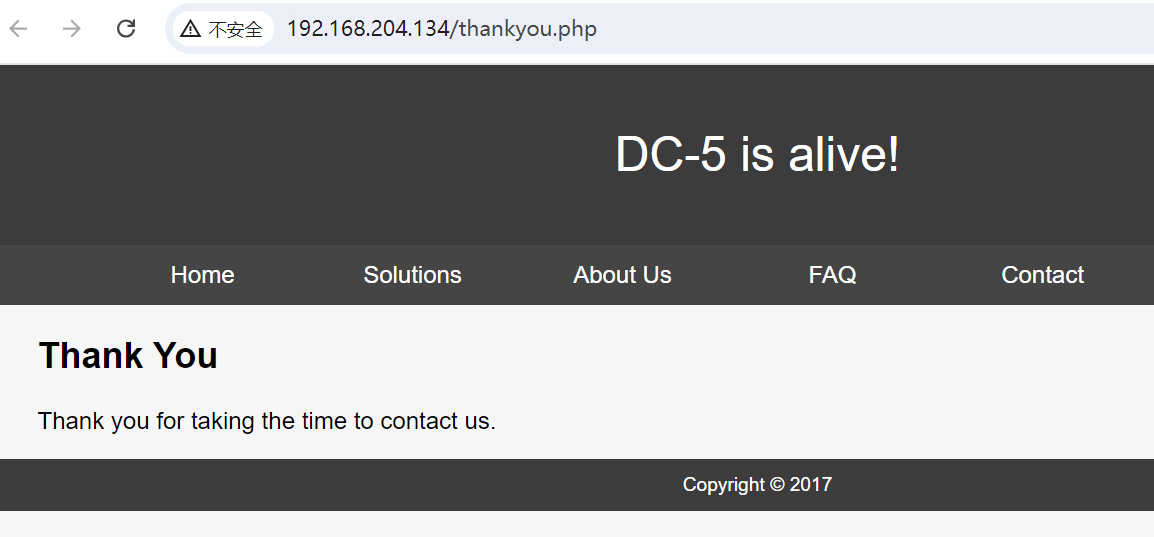 不安全 192.168.204.134/thankyou.php
DC-5 is alive!
Home Solutions About Us FAQ Contact
Thank You
Thank you for taking the time to contact us.
Copyright © 2017